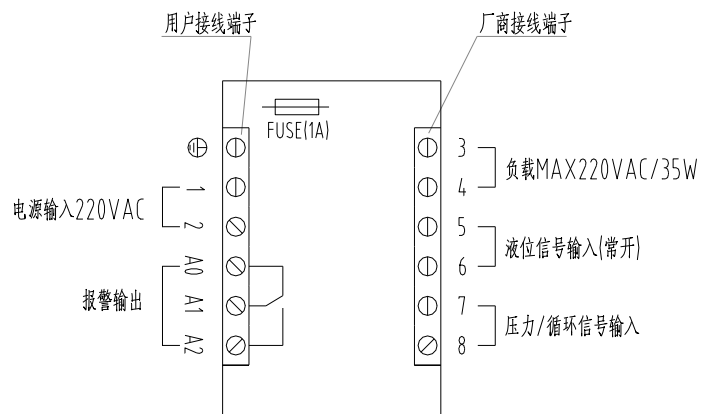 用户接线端子
厂商接线端子
FUSE(1A)
1
2
A0
A1
A2
电源输入220VAC
报警输出
3
4
5
6
7
8
负载MAX220VAC/35W
液位信号输入(常开)
压力/循环信号输入